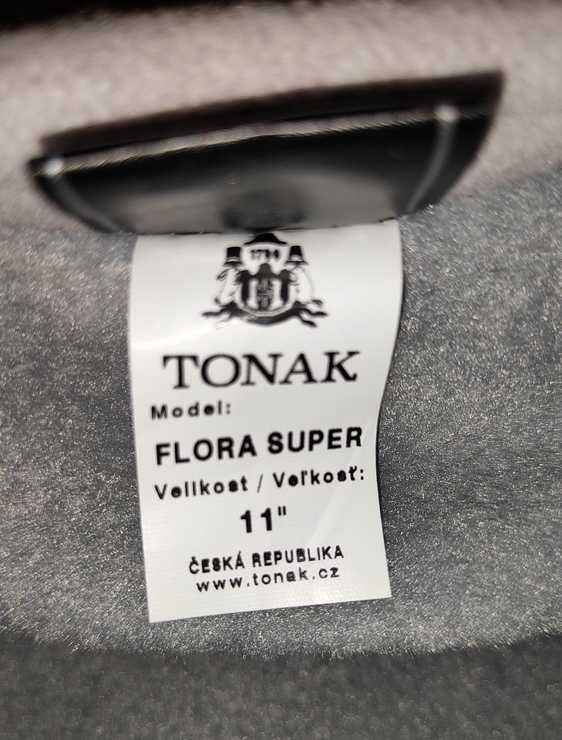 1799
TONAK
Model:
FLORA SUPER
Velikost / Veľkosť:
11"
ČESKÁ REPUBLIKA
www.tonak.cz